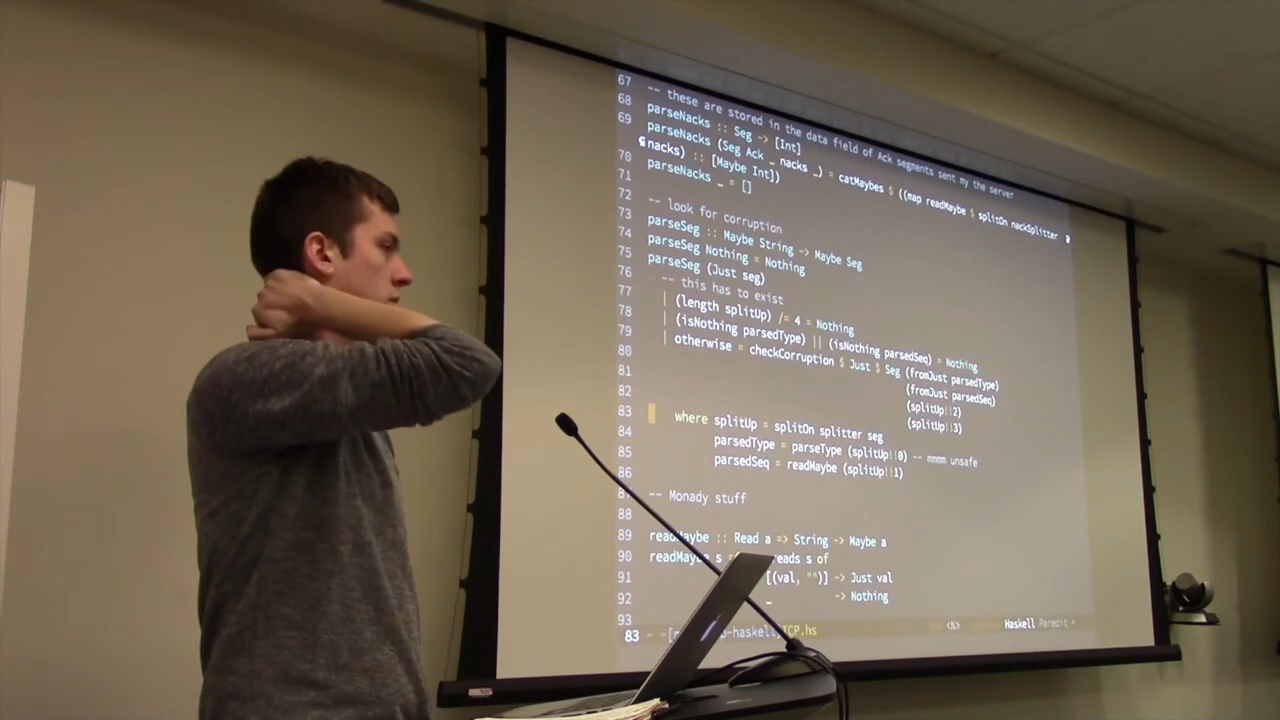 67 -- these are stored in the data field of Ack segments sent my the server
68 parseNacks :: Seg -> [Int]
69 parseNacks (Seg Ack _ nacks _) = catMaybes $ ((map readMaybe $ splitOn nackSplitter
nacks) :: [Maybe Int])
70 parseNacks _ = []
71
72 -- look for corruption
73 parseSeg :: Maybe String -> Maybe Seg
74 parseSeg Nothing = Nothing
75 parseSeg (Just seg)
76 -- this has to exist
77 | (length splitUp) /= 4 = Nothing
78 | (isNothing parsedType) || (isNothing parsedSeq) = Nothing
79 | otherwise = checkCorruption $ Just $ Seg (fromJust parsedType)
80 (fromJust parsedSeq)
81 (splitUp!!2)
82 (splitUp!!3)
83 where splitUp = splitOn splitter seg
84 parsedType = parseType (splitUp!!0) -- mmmm unsafe
85 parsedSeq = readMaybe (splitUp!!1)
86
87 -- Monady stuff
88
89 readMaybe :: Read a => String -> Maybe a
90 readMaybe s reads s of
91 [(val, "")] -> Just val
92 _ -> Nothing
93
83 TCP.hs <N> Haskell Paredit